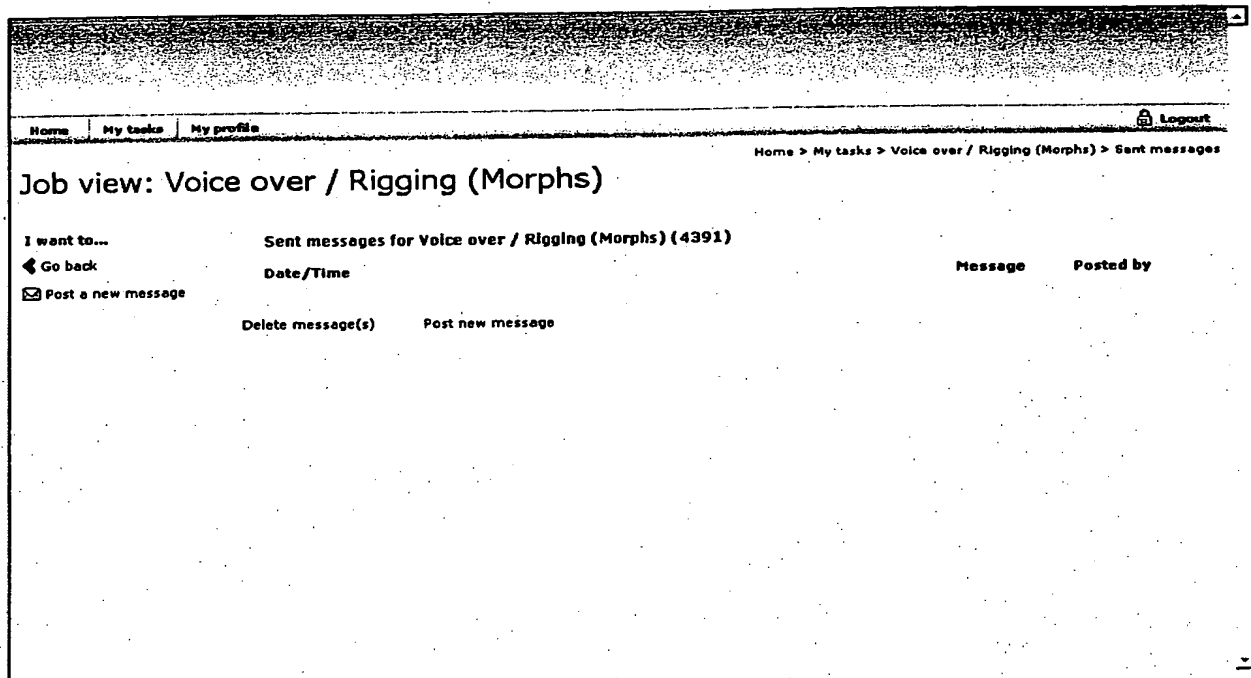 Home My tasks My profile Logout
Home > My tasks > Voice over / Rigging (Morphs) > Sent messages
Job view: Voice over / Rigging (Morphs)
I want to...
Go back
Post a new message
Sent messages for Voice over / Rigging (Morphs) (4391)
Date/Time Message Posted by
Delete message(s) Post new message